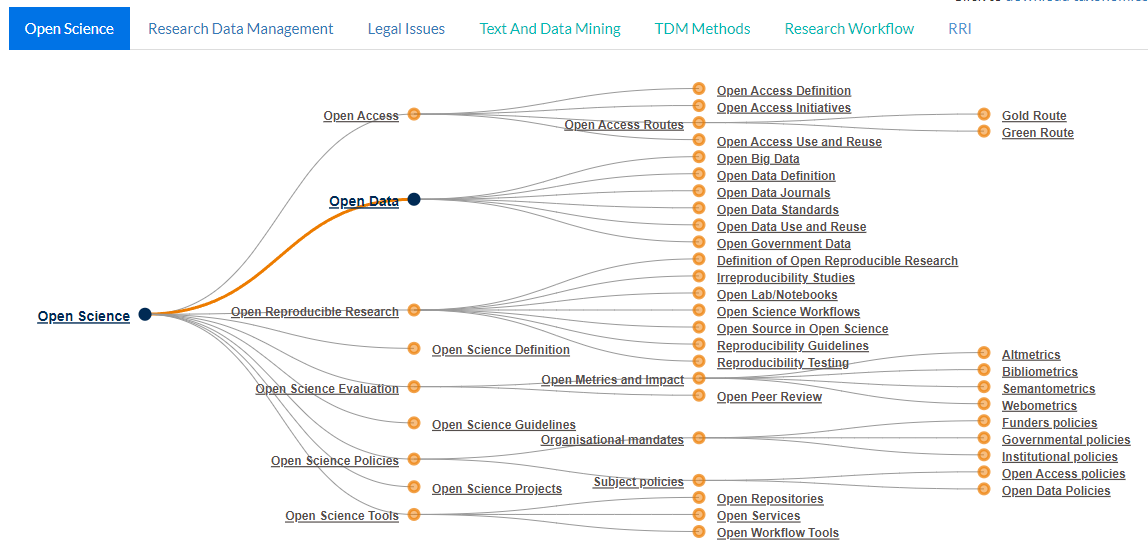 Open Science
Research Data Management
Legal Issues
Text And Data Mining
TDM Methods
Research Workflow
RRI
Open Science
Open Access
Open Access Definition
Open Access Initiatives
Open Access Routes
Gold Route
Green Route
Open Access Use and Reuse
Open Data
Open Big Data
Open Data Definition
Open Data Journals
Open Data Standards
Open Data Use and Reuse
Open Government Data
Open Reproducible Research
Definition of Open Reproducible Research
Irreproducibility Studies
Open Lab/Notebooks
Open Science Workflows
Open Source in Open Science
Reproducibility Guidelines
Reproducibility Testing
Open Science Definition
Open Science Evaluation
Open Metrics and Impact
Altmetrics
Bibliometrics
Semantometrics
Webometrics
Open Peer Review
Open Science Guidelines
Open Science Policies
Organisational mandates
Funders policies
Governmental policies
Institutional policies
Subject policies
Open Access policies
Open Data Policies
Open Science Projects
Open Science Tools
Open Repositories
Open Services
Open Workflow Tools